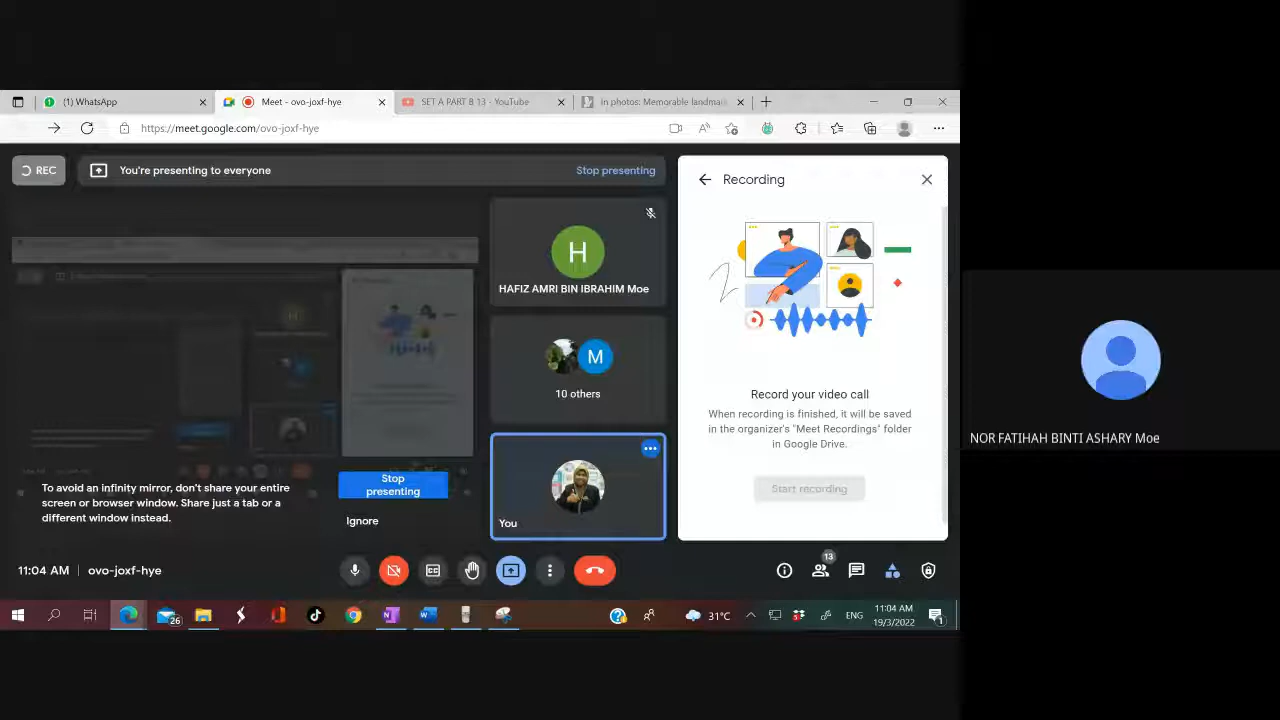 (1) WhatsApp
Meet - ovo-joxf-hye
SET A PART B 13 - YouTube
In photos: Memorable landma
https://meet.google.com/ovo-joxf-hye
REC
You're presenting to everyone
Stop presenting
Recording
H
HAFIZ AMRI BIN IBRAHIM Moe
M
10 others
Record your video call
When recording is finished, it will be saved
in the organizer's "Meet Recordings" folder
in Google Drive.
Start recording
To avoid an infinity mirror, don't share your entire
screen or browser window. Share just a tab or a
different window instead.
Stop
presenting
Ignore
You
NOR FATIHAH BINTI ASHARY Moe
11:04 AM
ovo-joxf-hye
CC
13
26
31°C
ENG
11:04 AM
19/3/2022